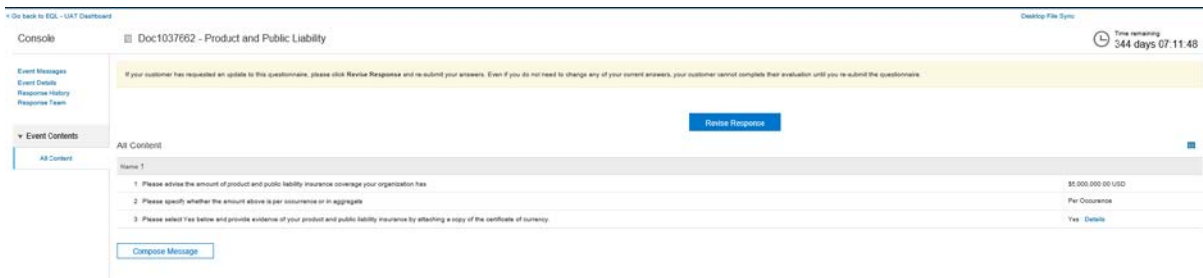 < Go back to EQL - UAT Dashboard
Desktop File Sync
Console
Doc1037662 - Product and Public Liability
Time remaining
344 days 07:11:48
Event Messages
Event Details
Response History
Response Team
If your customer has requested an update to this questionnaire, please click Revise Response and re-submit your answers. Even if you do not need to change any of your current answers, your customer cannot complete their evaluation until you re-submit the questionnaire.
Revise Response
▼ Event Contents
All Content
All Content
Name ↑
1 Please advise the amount of product and public liability insurance coverage your organization has
$5,000,000.00 USD
2 Please specify whether the amount above is per occurrence or in aggregate
Per Occurence
3 Please select Yes below and provide evidence of your product and public liability insurance by attaching a copy of the certificate of currency.
Yes Details
Compose Message